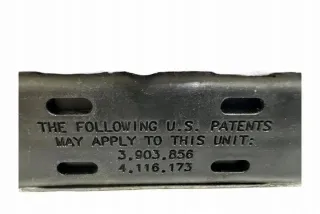 THE FOLLOWING U.S. PATENTS
MAY APPLY TO THIS UNIT:
3,903,856
4,116,173